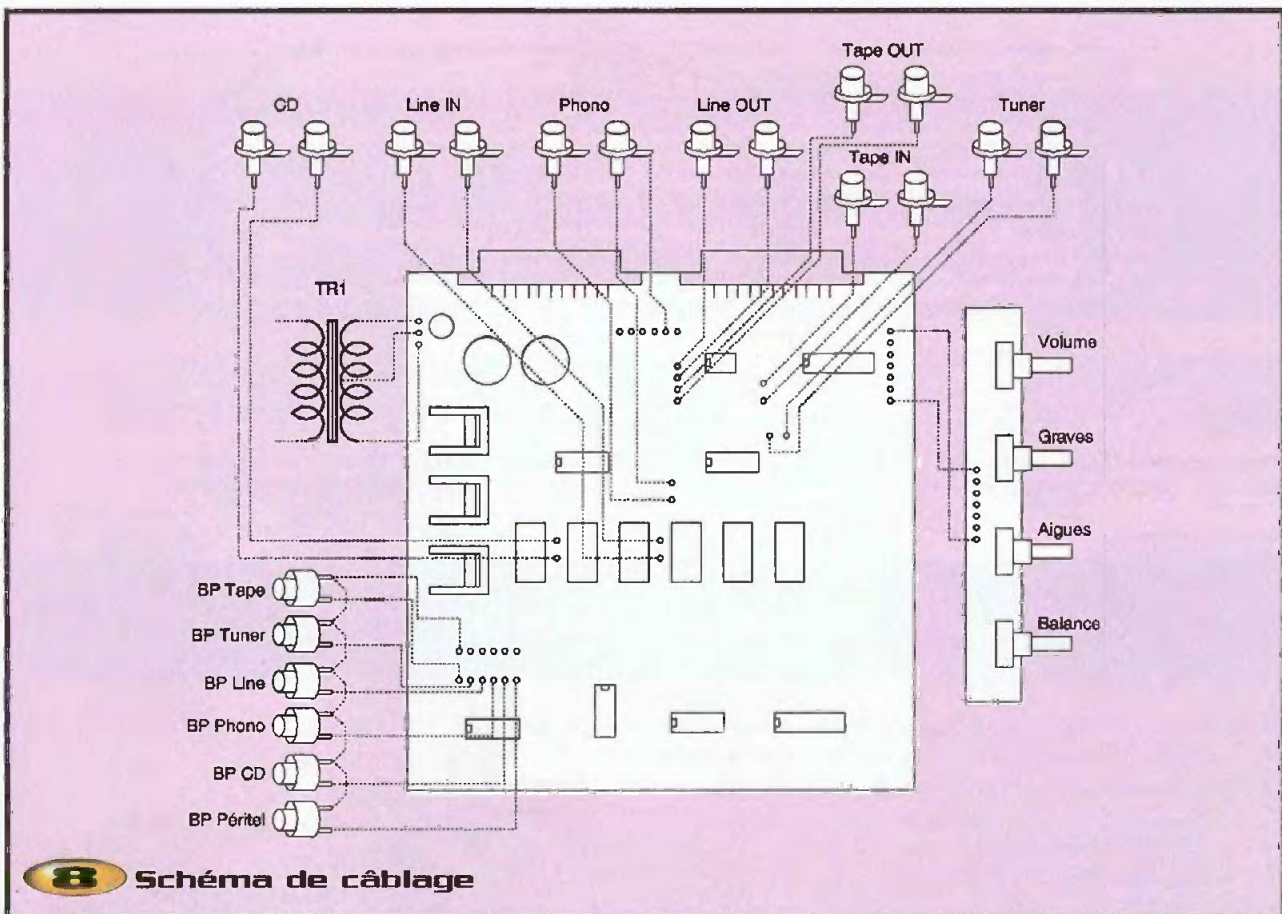 Tape OUT
CD
Line IN
Phono
Line OUT
Tuner
Tape IN
TR1
Volume
Graves
Aigues
Balance
BP Tape
BP Tuner
BP Line
BP Phono
BP CD
BP Péritel
8 Schéma de câblage